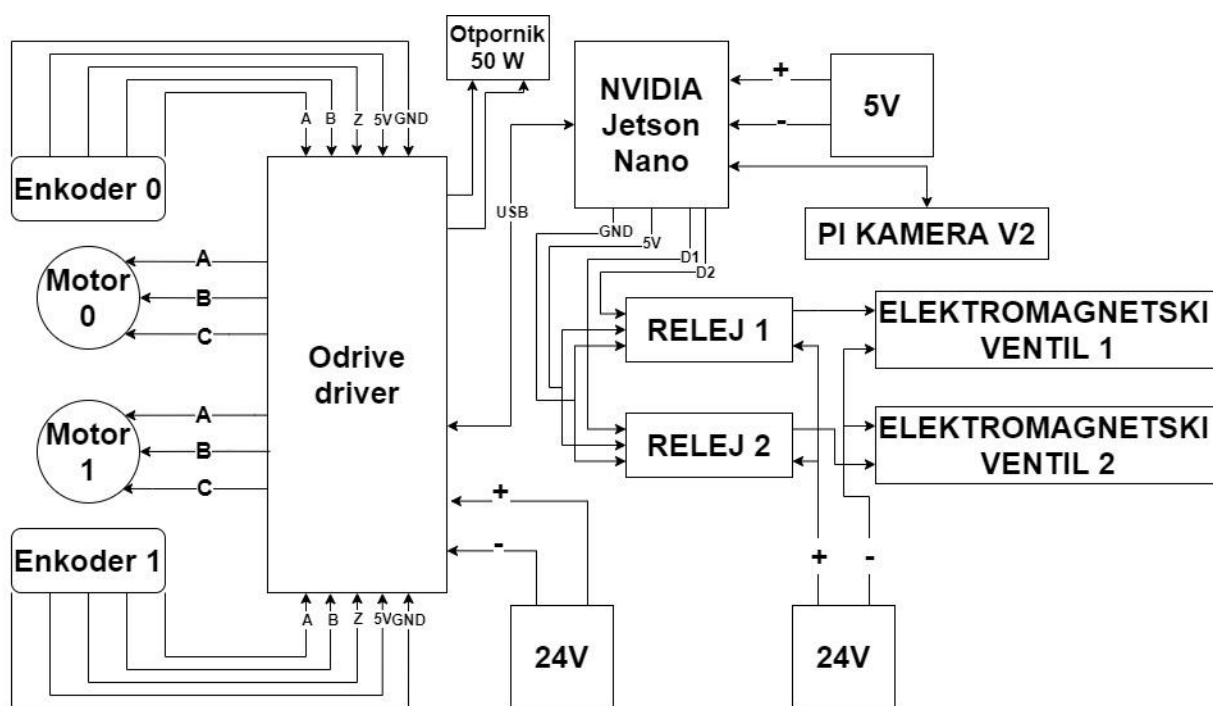 Otpornik
50 W
NVIDIA
Jetson
Nano
+
-
5V
A
B
Z
5V
GND
Enkoder 0
USB
GND
5V
D1
D2
PI KAMERA V2
Motor
0
A
B
C
Odrive
driver
RELEJ 1
ELEKTROMAGNETSKI
VENTIL 1
Motor
1
A
B
C
RELEJ 2
ELEKTROMAGNETSKI
VENTIL 2
Enkoder 1
+
-
+
-
A
B
Z
5V
GND
24V
24V